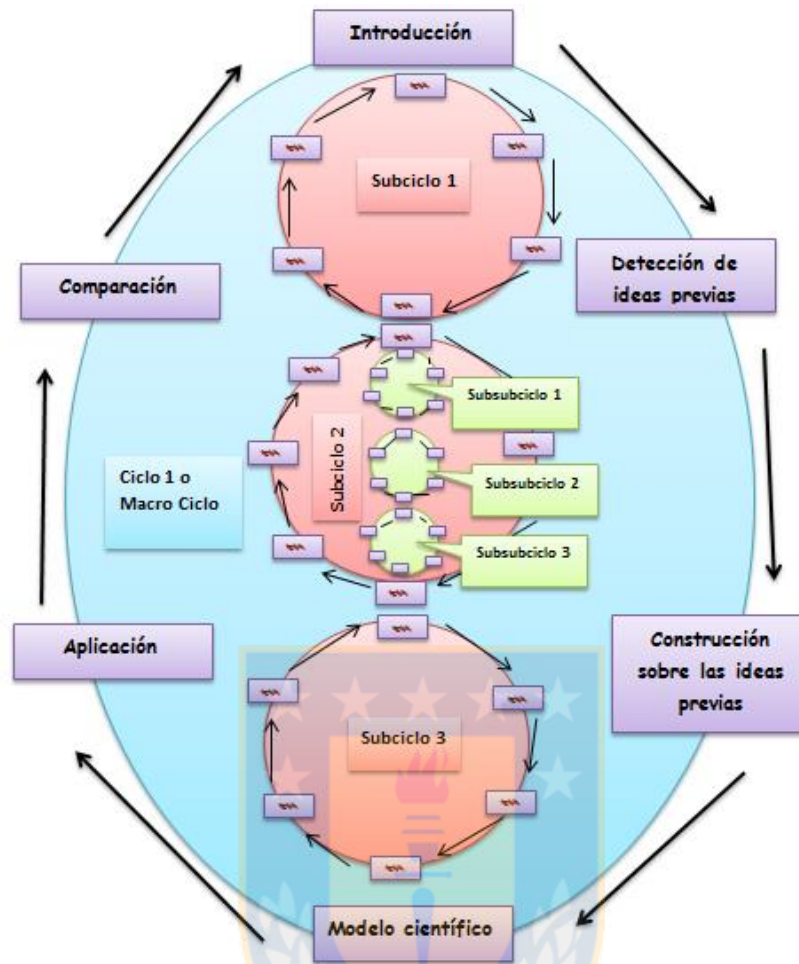 Introducción
Subciclo 1
Detección de
ideas previas
Comparación
Subsubciclo 1
Subciclo 2
Ciclo 1 o
Macro Ciclo
Subsubciclo 2
Subsubciclo 3
Aplicación
Construcción
sobre las ideas
previas
Subciclo 3
Modelo científico